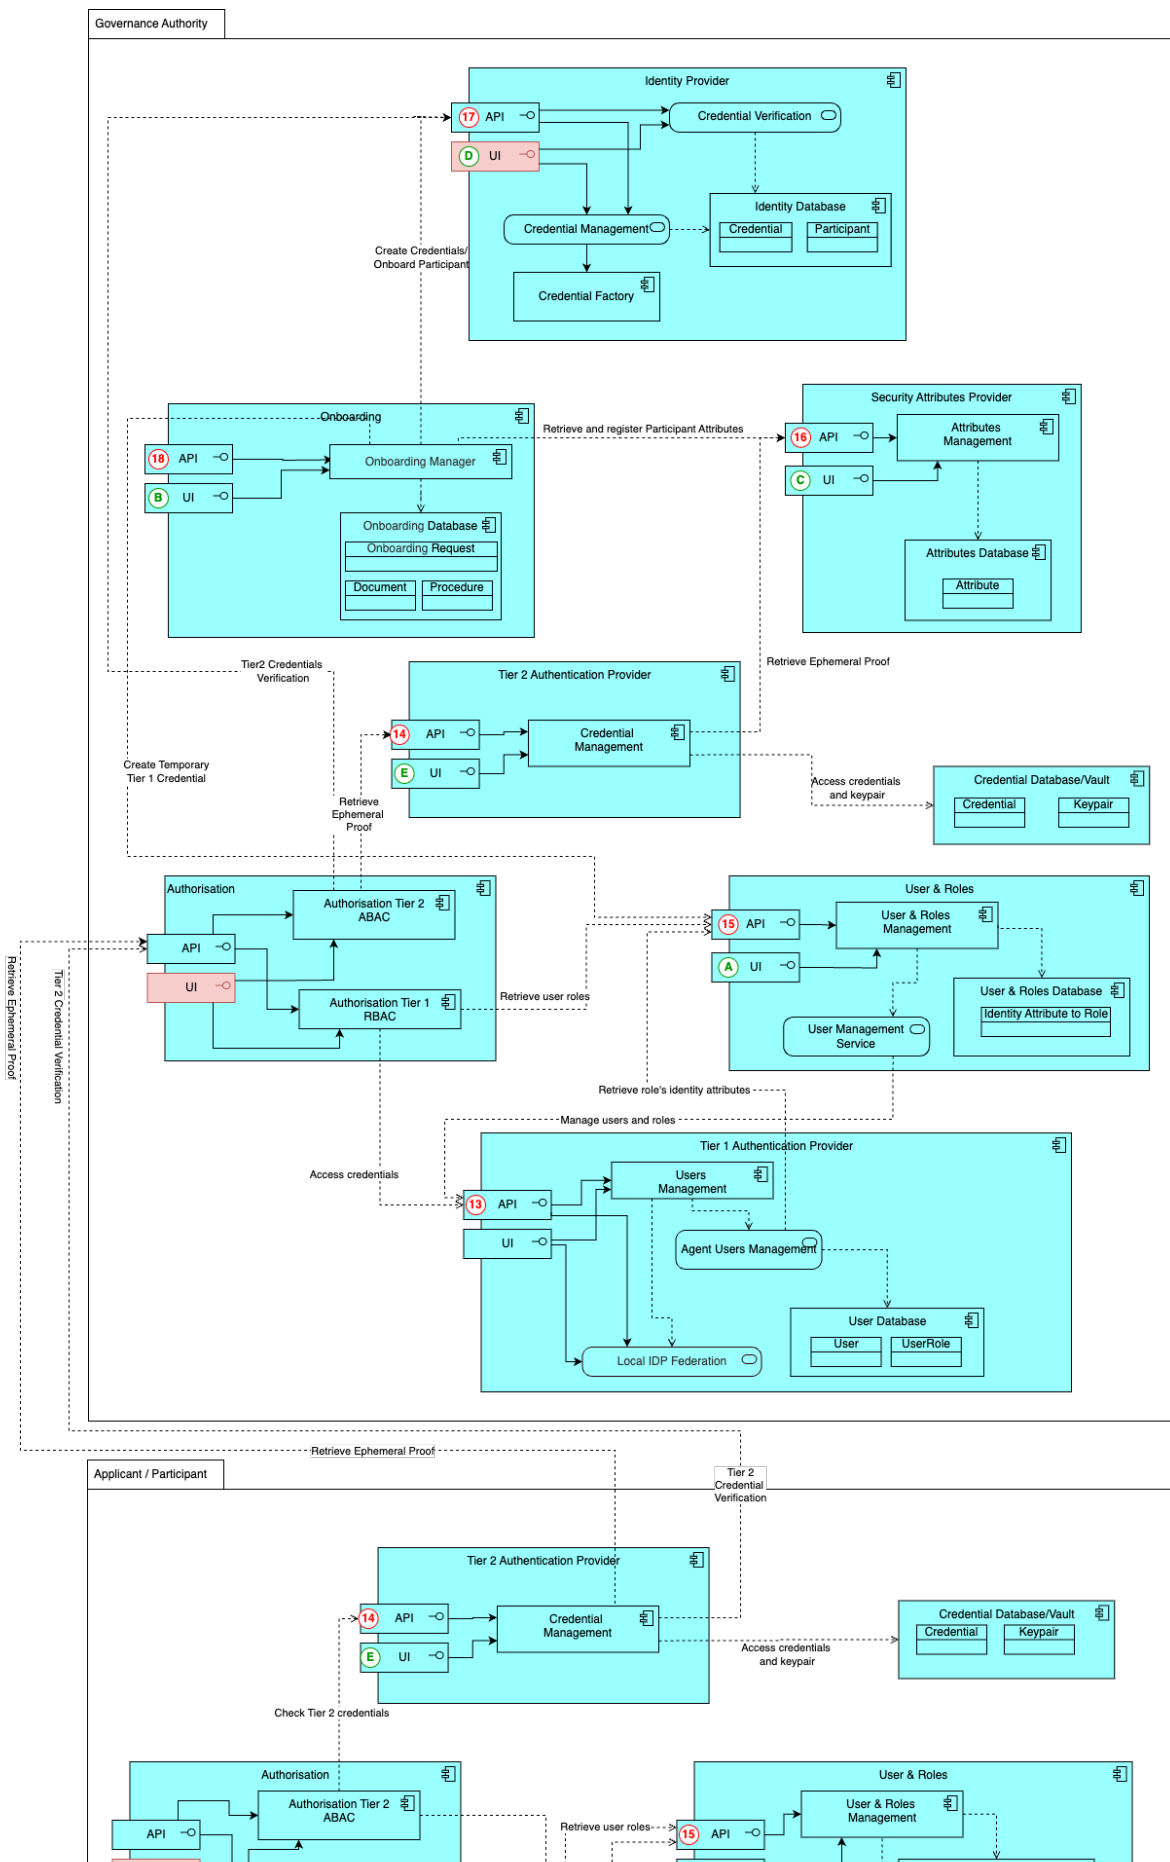 Governance Authority
Identity Provider
17
API
Credential Verification
D
UI
Identity Database
Credential
Participant
Credential Management
Create Credentials/
Onboard Participant
Credential Factory
Onboarding
18
API
Onboarding Manager
B
UI
Onboarding Database
Onboarding Request
Document
Procedure
Retrieve and register Participant Attributes
Security Attributes Provider
16
API
Attributes
Management
C
UI
Attributes Database
Attribute
Tier2 Credentials
Verification
Tier 2 Authentication Provider
Retrieve Ephemeral Proof
14
API
Credential
Management
E
UI
Create Temporary
Tier 1 Credential
Retrieve
Ephemeral
Proof
Access credentials
and keypair
Credential Database/Vault
Credential
Keypair
Authorisation
Authorisation Tier 2
ABAC
API
UI
Authorisation Tier 1
RBAC
Retrieve user roles
User & Roles
15
API
User & Roles
Management
A
UI
User & Roles Database
Identity Attribute to Role
User Management
Service
Retrieve Ephemeral Proof
Tier 2 Credential Verification
Retrieve role's identity attributes
Manage users and roles
Access credentials
Tier 1 Authentication Provider
13
API
Users
Management
UI
Agent Users Management
User Database
User
UserRole
Local IDP Federation
Retrieve Ephemeral Proof
Applicant / Participant
Tier 2
Credential
Verification
Tier 2 Authentication Provider
14
API
Credential
Management
E
UI
Access credentials
and keypair
Credential Database/Vault
Credential
Keypair
Check Tier 2 credentials
Authorisation
Authorisation Tier 2
ABAC
API
Retrieve user roles
User & Roles
15
API
User & Roles
Management